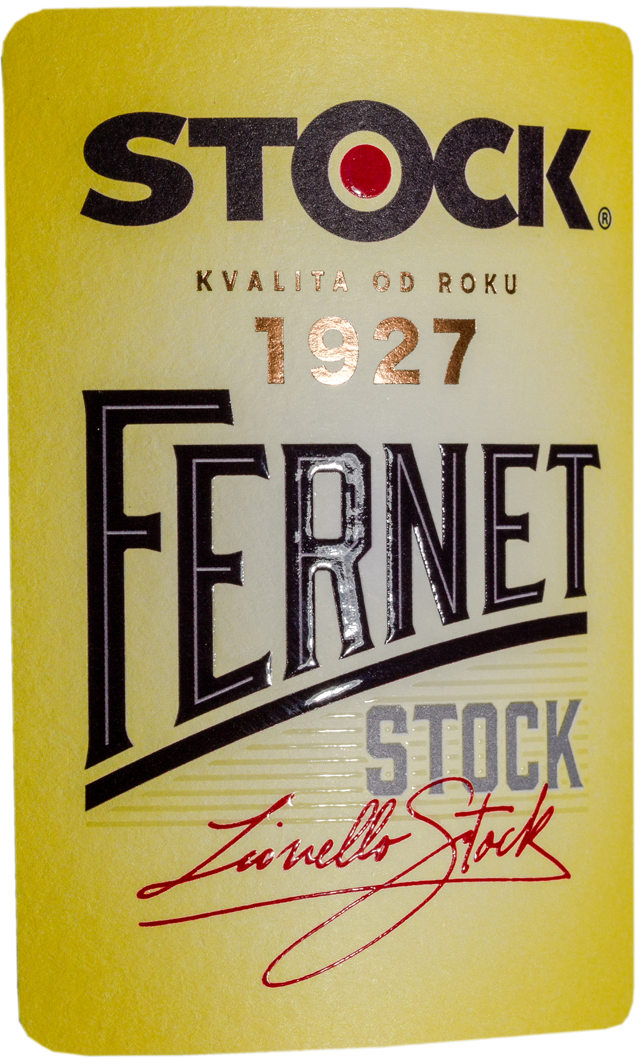 STOCK®
KVALITA OD ROKU
1927
FERNET
STOCK
Lionello Stock